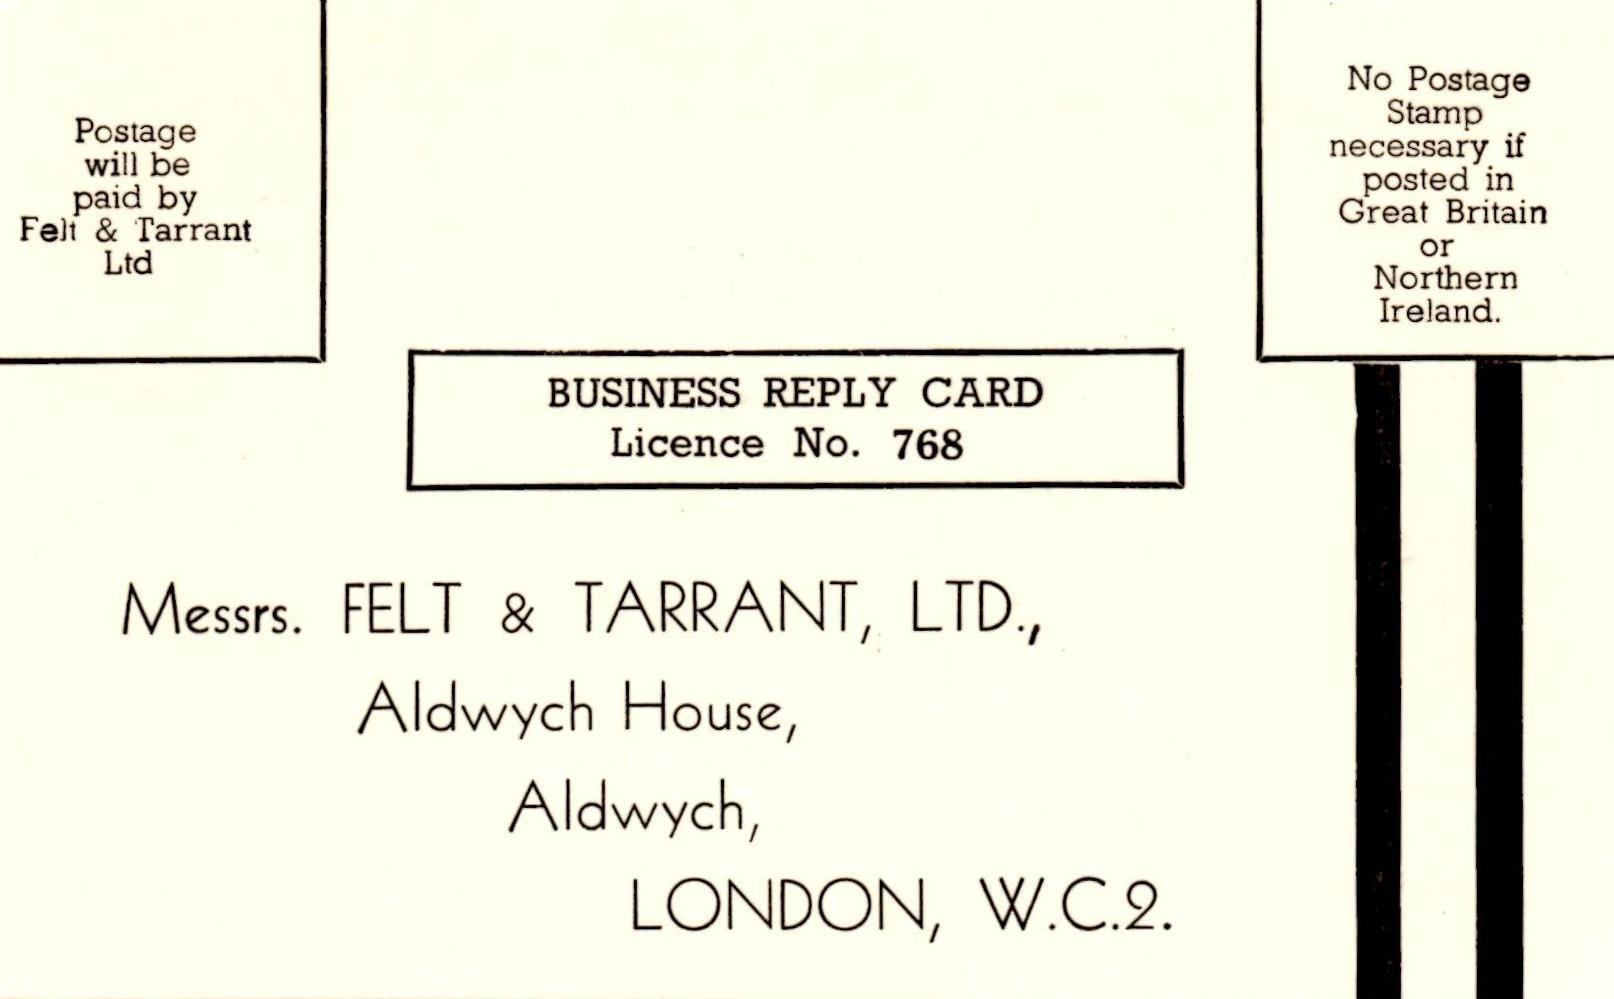 Postage
will be
paid by
Felt & Tarrant
Ltd
No Postage
Stamp
necessary if
posted in
Great Britain
or
Northern
Ireland.
BUSINESS REPLY CARD
Licence No. 768
Messrs. FELT & TARRANT, LTD.,
Aldwych House,
Aldwych,
LONDON, W.C.2.